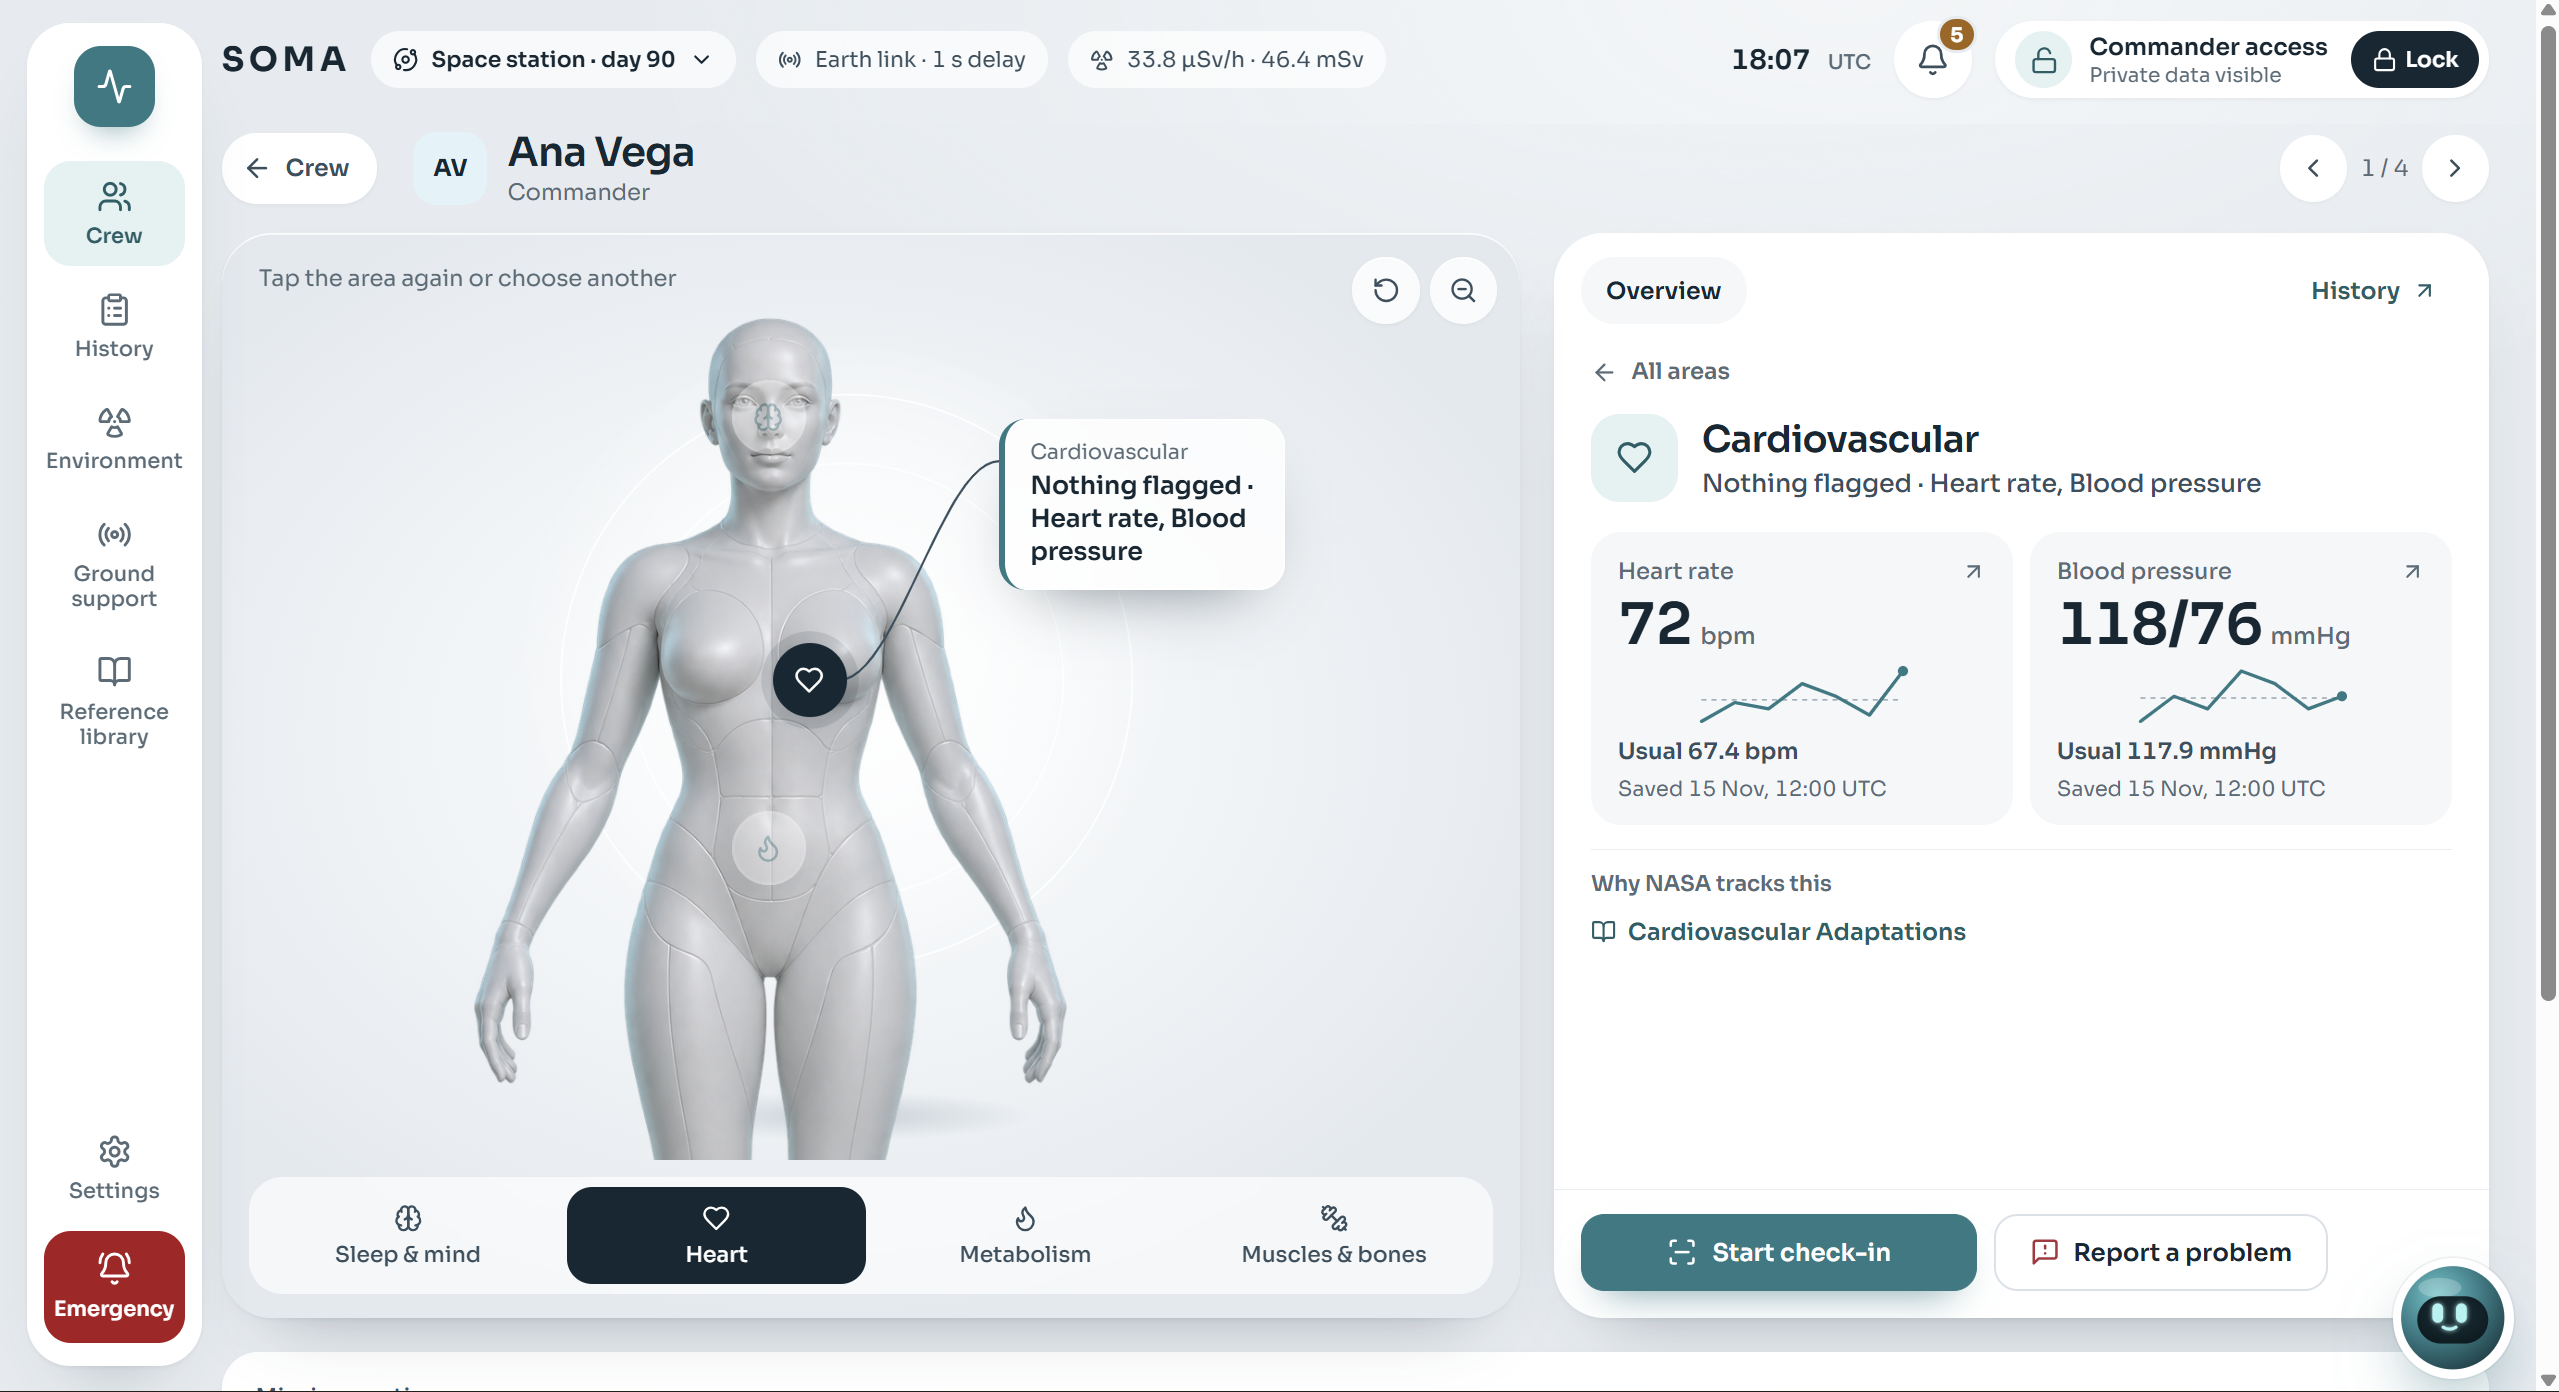 SOMA
Space station · day 90
Earth link · 1 s delay
33.8 µSv/h · 46.4 mSv
18:07 UTC
5
Commander access
Private data visible
Lock
Crew
History
Environment
Ground
support
Reference
library
Settings
Emergency
Crew
AV
Ana Vega
Commander
1 / 4
Tap the area again or choose another
Cardiovascular
Nothing flagged ·
Heart rate, Blood
pressure
Sleep & mind
Heart
Metabolism
Muscles & bones
Overview
History
All areas
Cardiovascular
Nothing flagged · Heart rate, Blood pressure
Heart rate
72 bpm
Usual 67.4 bpm
Saved 15 Nov, 12:00 UTC
Blood pressure
118/76 mmHg
Usual 117.9 mmHg
Saved 15 Nov, 12:00 UTC
Why NASA tracks this
Cardiovascular Adaptations
Start check-in
Report a problem